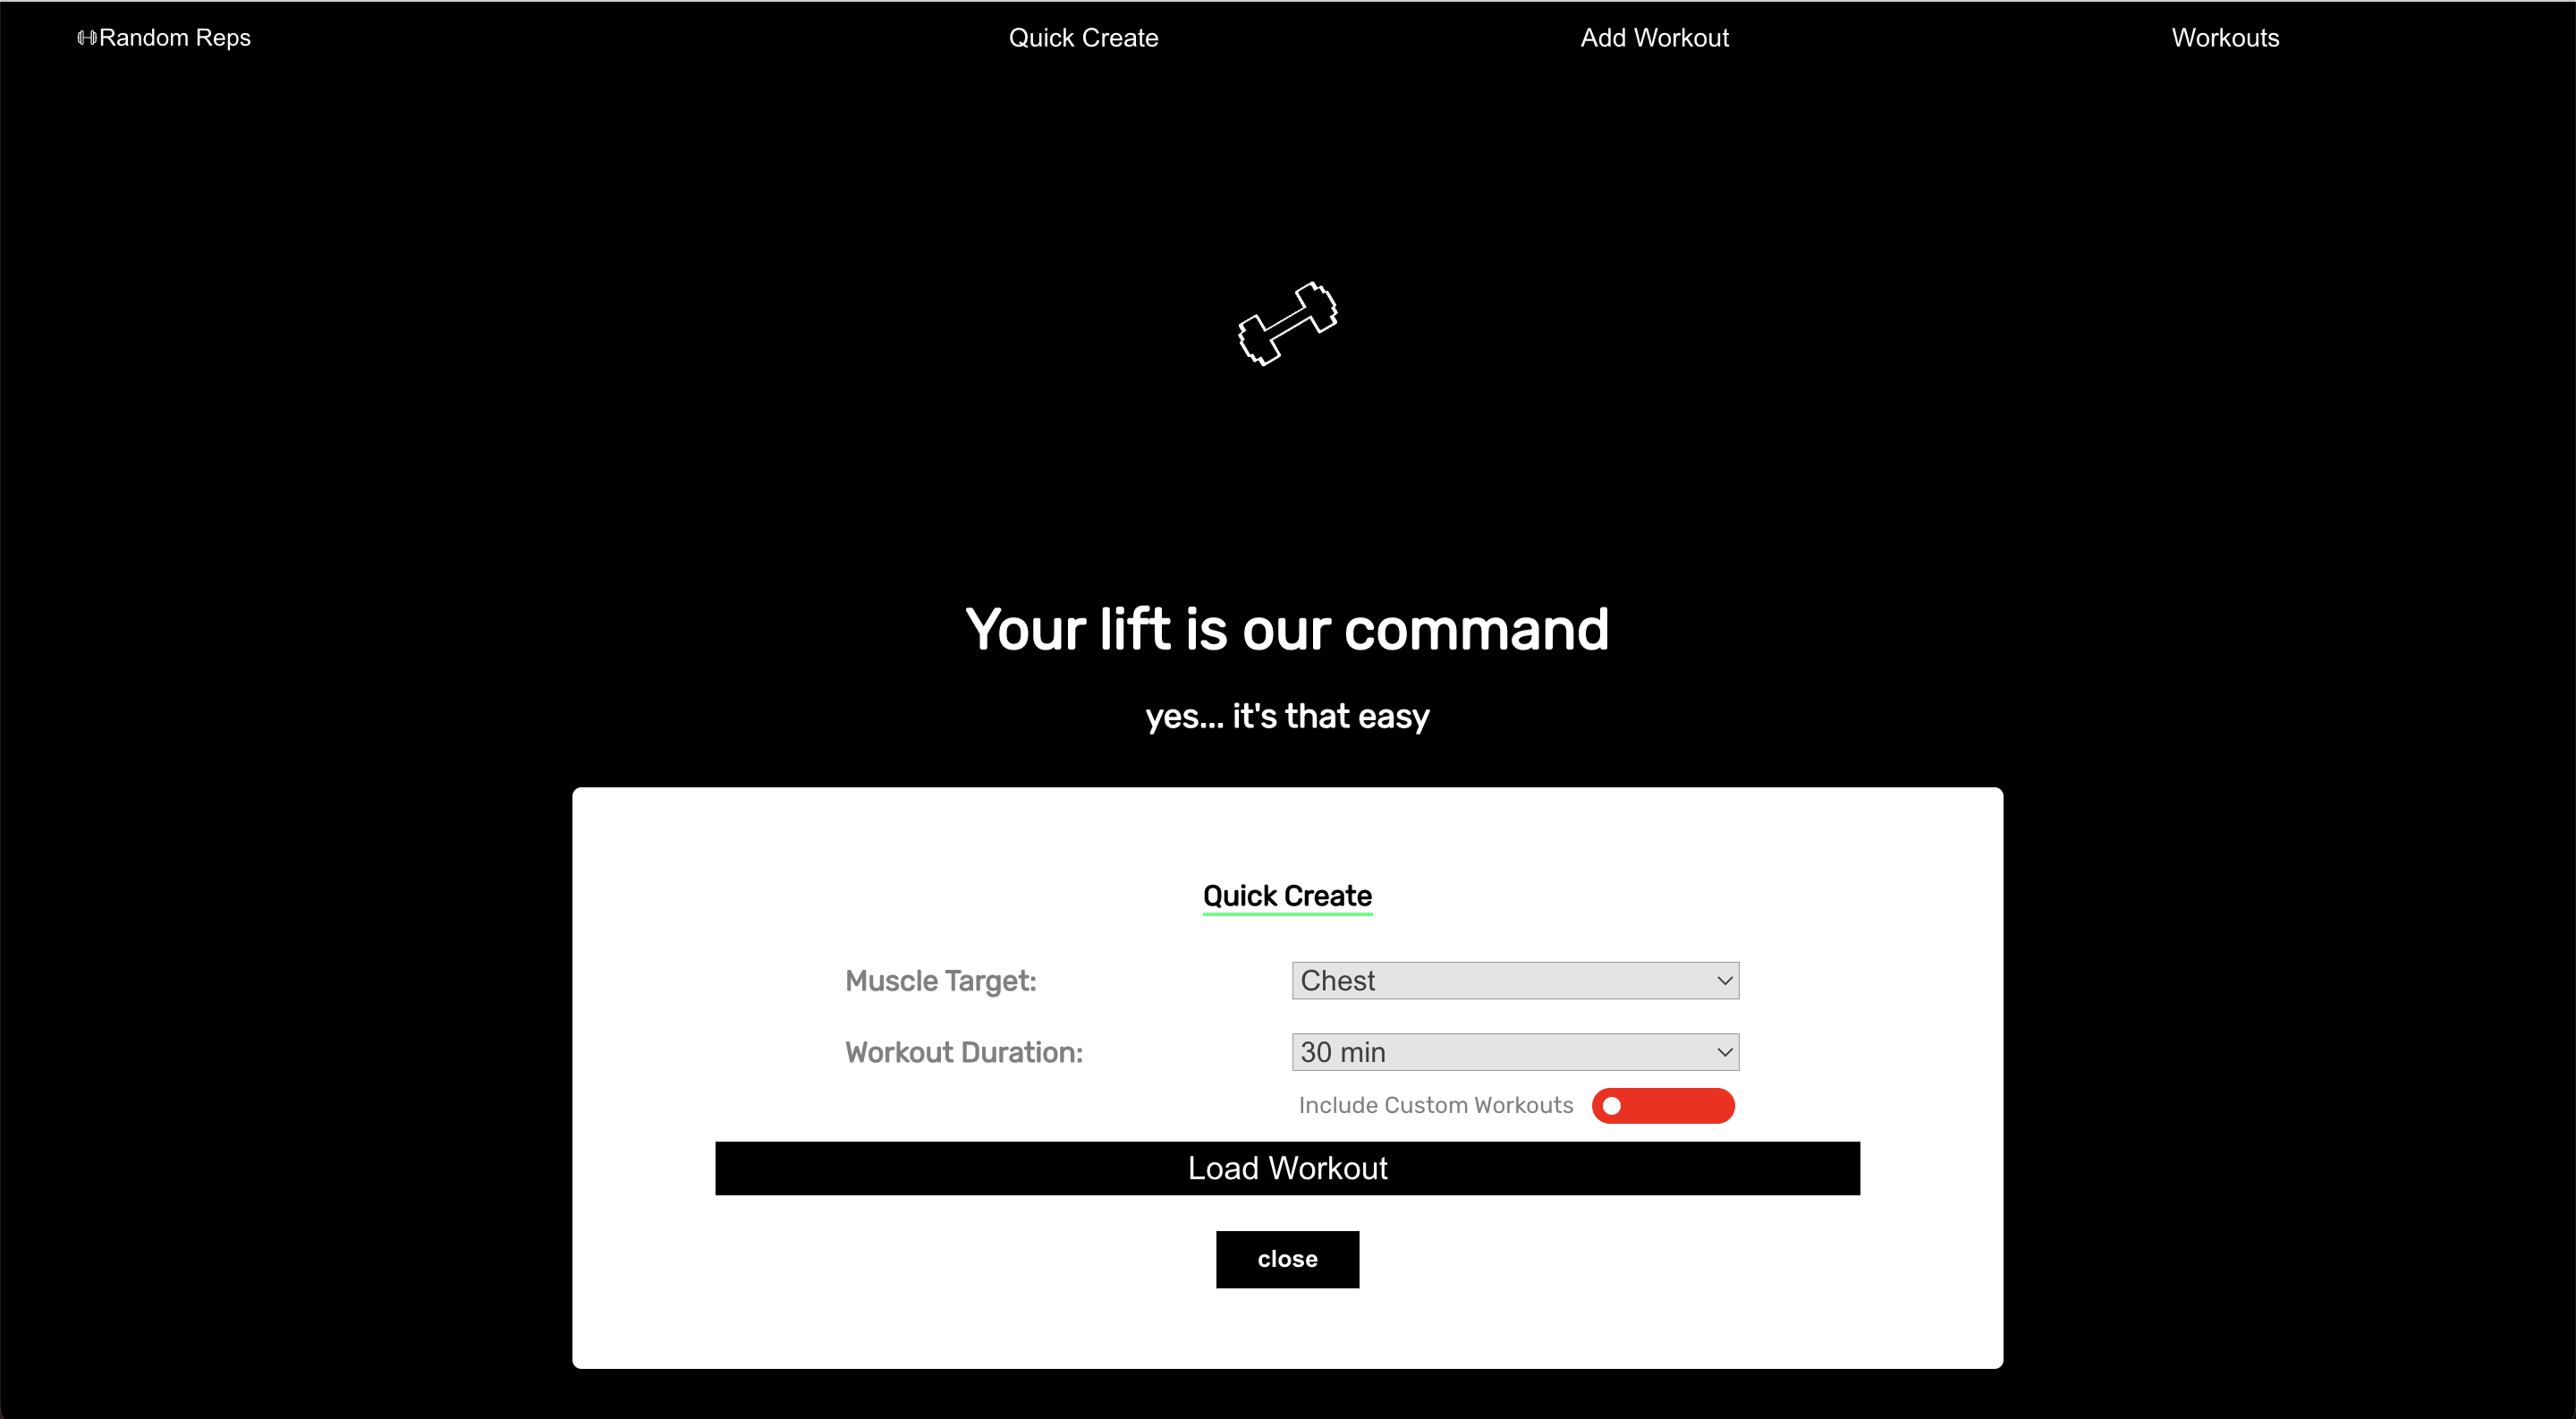 Random Reps
Quick Create
Add Workout
Workouts
Your lift is our command
yes... it's that easy
Quick Create
Muscle Target:
Chest
Workout Duration:
30 min
Include Custom Workouts
Load Workout
close